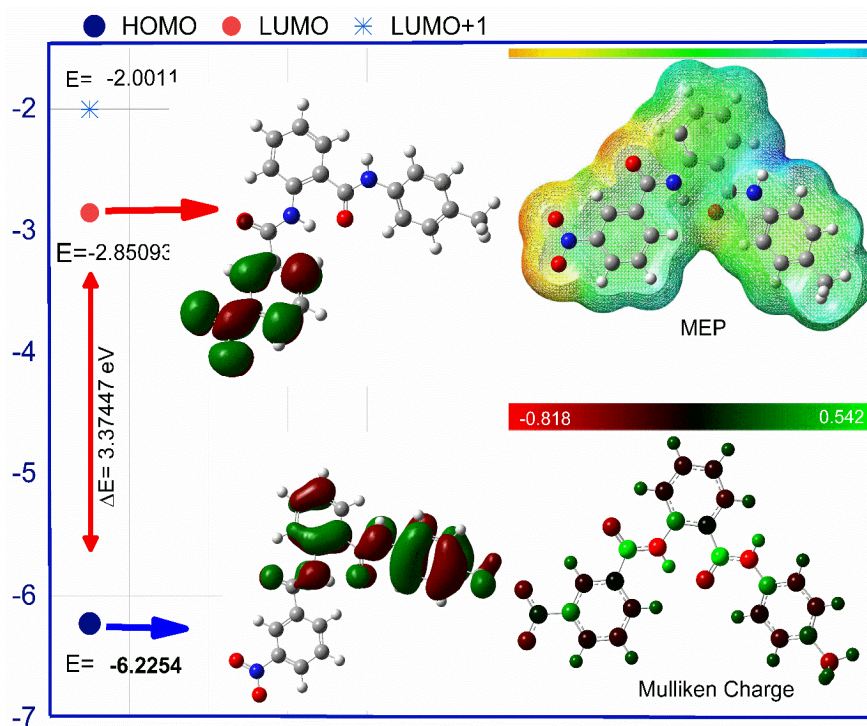 HOMO LUMO LUMO+1
E= -2.0011
-2
-3
E=-2.85093
-4
MEP
ΔE= 3.37447 eV
-0.818 0.542
-5
-6
E= -6.2254
Mulliken Charge
-7